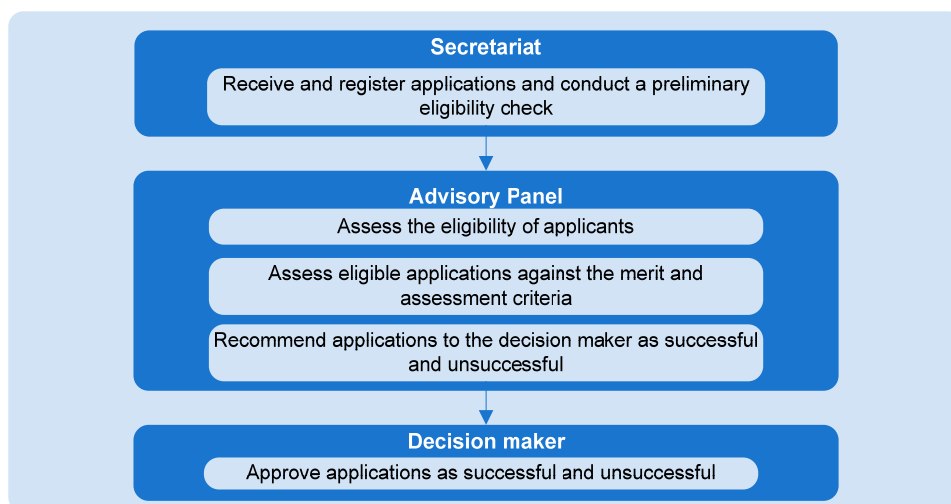 Secretariat
Receive and register applications and conduct a preliminary
eligibility check
Advisory Panel
Assess the eligibility of applicants
Assess eligible applications against the merit and
assessment criteria
Recommend applications to the decision maker as successful
and unsuccessful
Decision maker
Approve applications as successful and unsuccessful